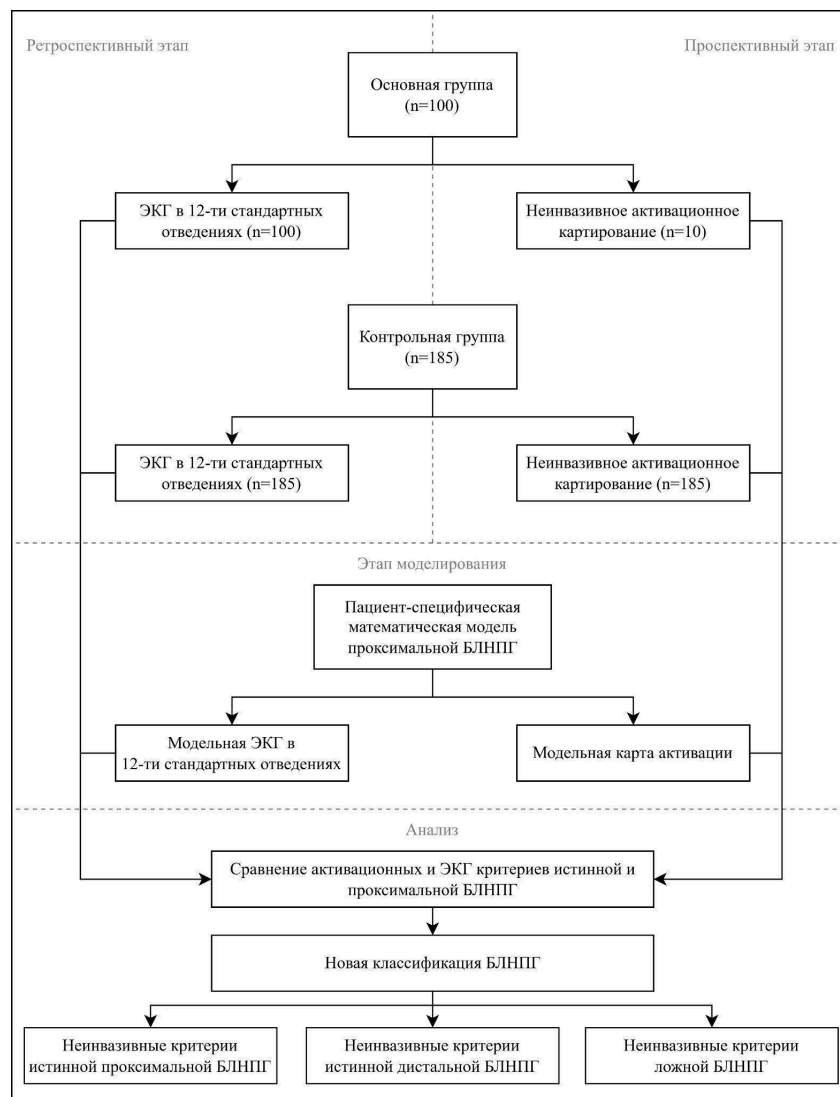 Ретроспективный этап
Проспективный этап
Основная группа
(n=100)
ЭКГ в 12-ти стандартных
отведениях (n=100)
Неинвазивное активационное
картирование (n=10)
Контрольная группа
(n=185)
ЭКГ в 12-ти стандартных
отведениях (n=185)
Неинвазивное активационное
картирование (n=185)
Этап моделирования
Пациент-специфическая
математическая модель
проксимальной БЛНПГ
Модельная ЭКГ в
12-ти стандартных отведениях
Модельная карта активации
Анализ
Сравнение активационных и ЭКГ критериев истинной и
проксимальной БЛНПГ
Новая классификация БЛНПГ
Неинвазивные критерии
истинной проксимальной БЛНПГ
Неинвазивные критерии
истинной дистальной БЛНПГ
Неинвазивные критерии
ложной БЛНПГ